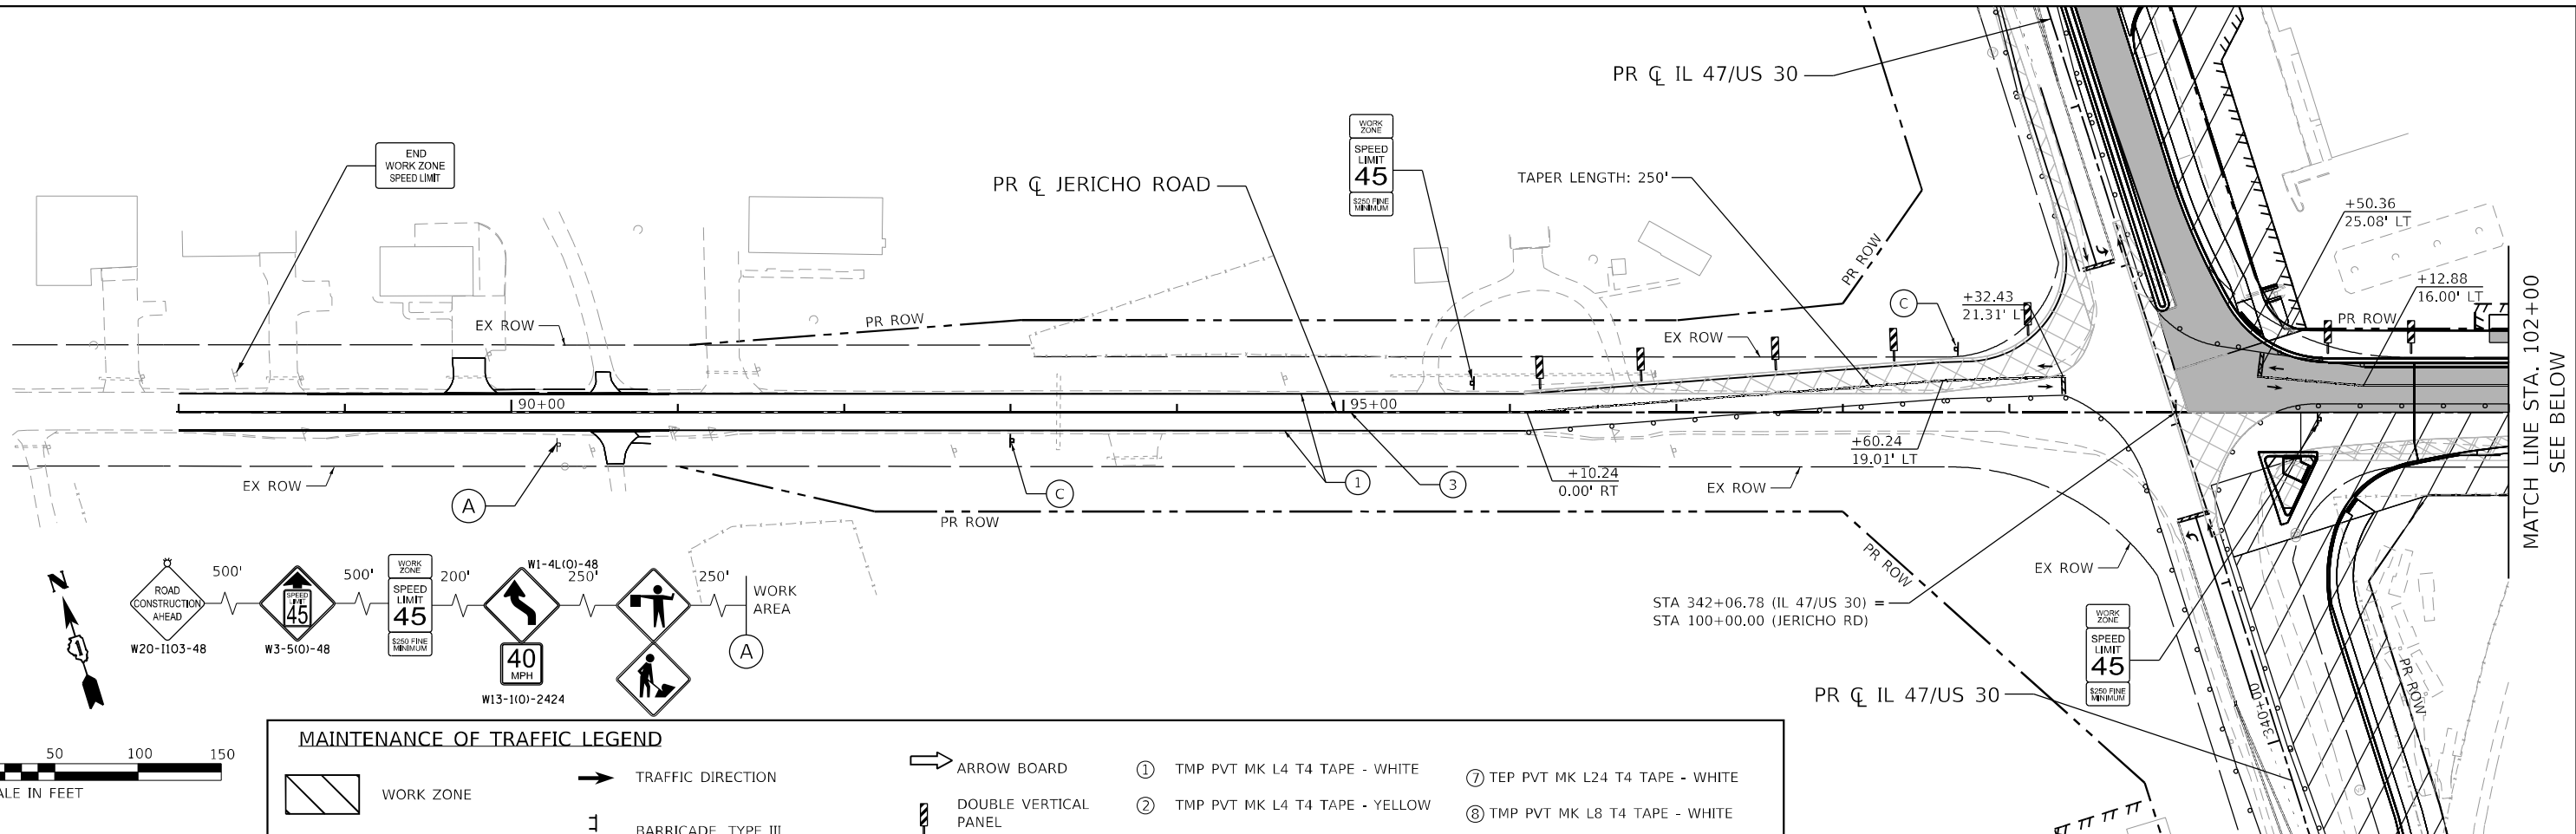 PR ℄ IL 47/US 30
END
WORK ZONE
SPEED LIMIT
WORK
ZONE
SPEED
LIMIT
45
$250 FINE
MINIMUM
PR ℄ JERICHO ROAD
TAPER LENGTH: 250'
+50.36
25.08' LT
+12.88
16.00' LT
PR ROW
C
+32.43
21.31' LT
PR ROW
EX ROW
PR ROW
EX ROW
90+00
95+00
MATCH LINE STA. 102+00
SEE BELOW
+60.24
19.01' LT
+10.24
0.00' RT
EX ROW
A
C
1
3
EX ROW
PR ROW
PR ROW
EX ROW
N
ROAD
CONSTRUCTION
AHEAD
W20-I103-48
500'
SPEED
LIMIT
45
W3-5(O)-48
500'
WORK
ZONE
SPEED
LIMIT
45
$250 FINE
MINIMUM
200'
W1-4L(O)-48
40
MPH
W13-1(O)-2424
250'
250'
WORK
AREA
A
STA 342+06.78 (IL 47/US 30) =
STA 100+00.00 (JERICHO RD)
WORK
ZONE
SPEED
LIMIT
45
$250 FINE
MINIMUM
PR ℄ IL 47/US 30
340+00
PR ROW
50 100 150
ALE IN FEET
MAINTENANCE OF TRAFFIC LEGEND
WORK ZONE
TRAFFIC DIRECTION
BARRICADE, TYPE III
ARROW BOARD
DOUBLE VERTICAL
PANEL
1 TMP PVT MK L4 T4 TAPE - WHITE
2 TMP PVT MK L4 T4 TAPE - YELLOW
7 TEP PVT MK L24 T4 TAPE - WHITE
8 TMP PVT MK L8 T4 TAPE - WHITE